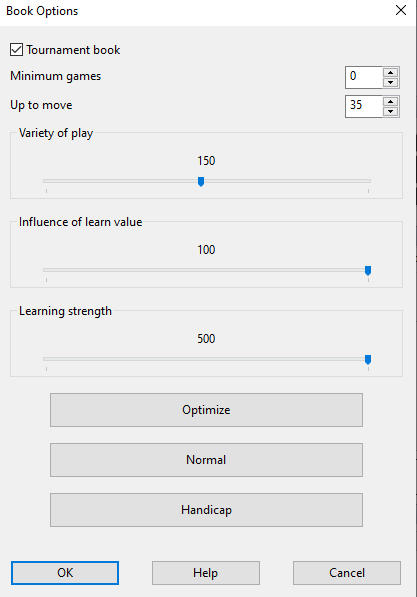 Book Options
Tournament book
Minimum games 0
Up to move 35
Variety of play
150
Influence of learn value
100
Learning strength
500
Optimize
Normal
Handicap
OK Help Cancel